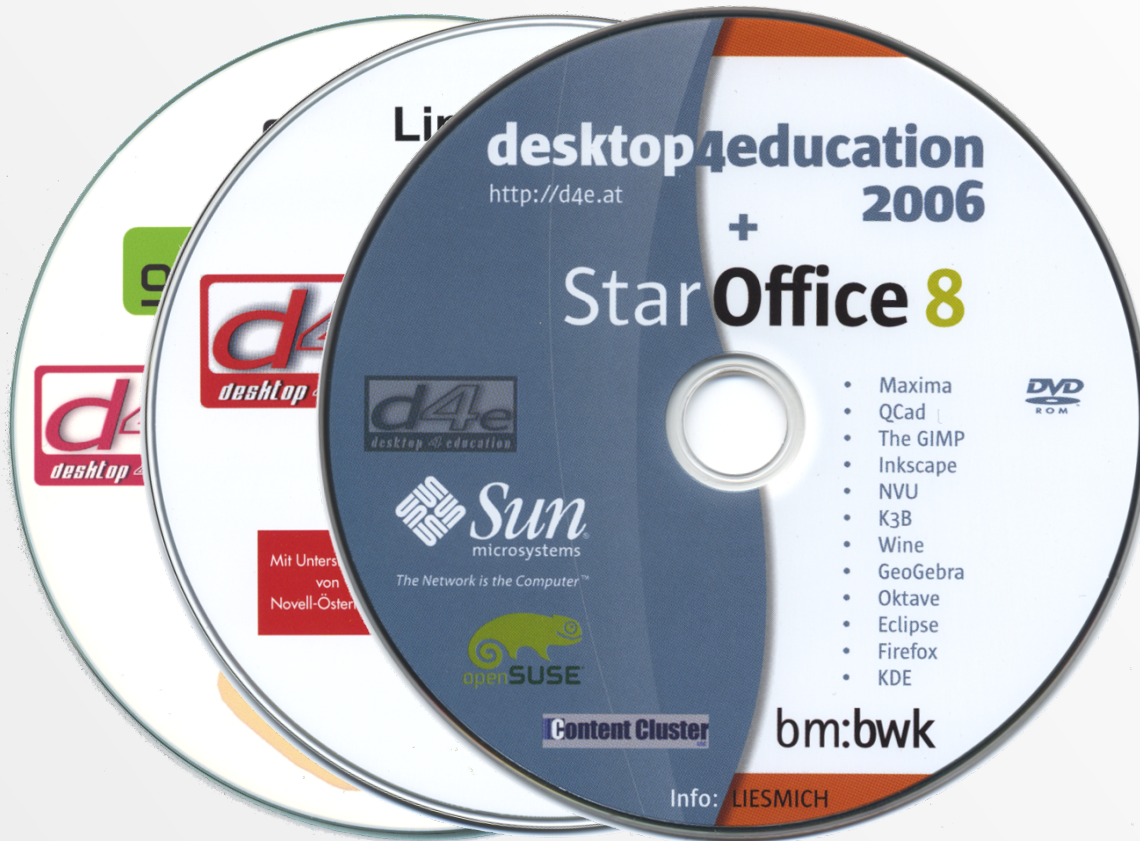 desktop4education
2006
http://d4e.at
+
StarOffice 8
• Maxima
• QCad
• The GIMP
• Inkscape
• NVU
• K3B
• Wine
• GeoGebra
• Oktave
• Eclipse
• Firefox
• KDE
DVD
ROM
d4e
desktop 4 education
Sun
microsystems
The Network is the Computer™
openSUSE
Content Cluster
bm:bwk
Info: LIESMICH
d4
desktop 4
Mit Unters
von
Novell-Österr
d4
desktop 4